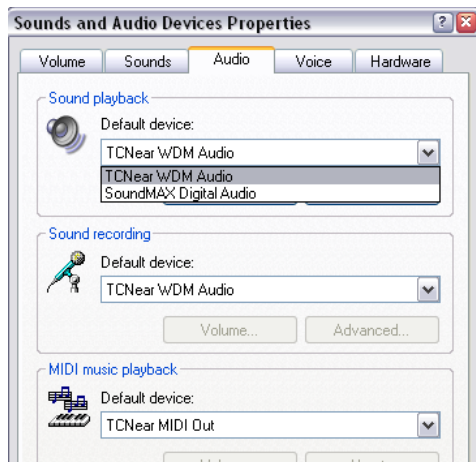 Sounds and Audio Devices Properties
Volume Sounds Audio Voice Hardware
Sound playback
Default device:
TCNear WDM Audio
TCNear WDM Audio
SoundMAX Digital Audio
Sound recording
Default device:
TCNear WDM Audio
Volume... Advanced...
MIDI music playback
Default device:
TCNear MIDI Out